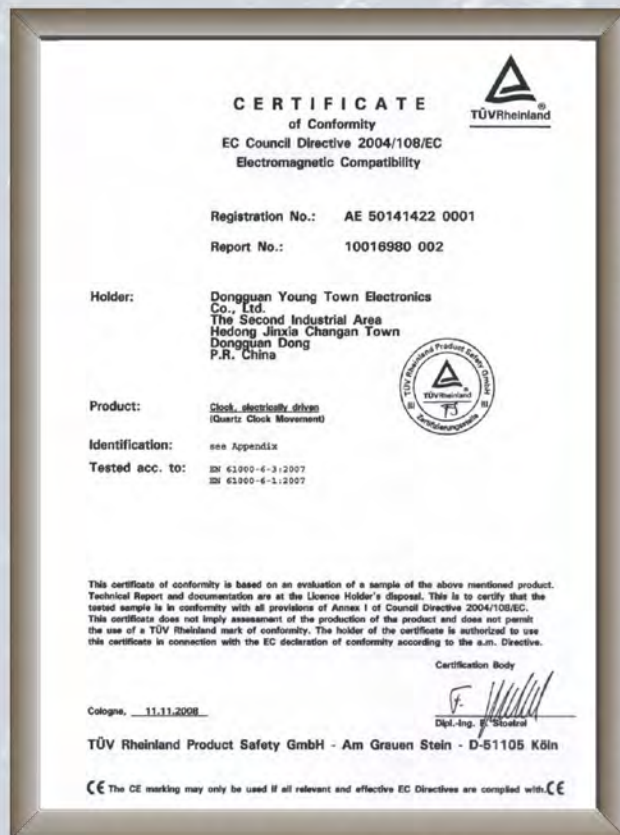 CERTIFICATE
of Conformity
EC Council Directive 2004/108/EC
Electromagnetic Compatibility
TÜVRheinland®
Registration No.: AE 50141422 0001
Report No.: 10016980 002
Holder: Dongguan Young Town Electronics
Co., Ltd.
The Second Industrial Area
Hedong Jinxia Changan Town
Dongguan Dong
P.R. China
TÜV Rheinland Product Safety GmbH
TÜVRheinland
Zertifizierungsstelle
Product: Clock, electrically driven
(Quartz Clock Movement)
Identification: see Appendix
Tested acc. to: EN 61000-6-3:2007
EN 61000-6-1:2007
This certificate of conformity is based on an evaluation of a sample of the above mentioned product.
Technical Report and documentation are at the Licence Holder's disposal. This is to certify that the
tested sample is in conformity with all provisions of Annex I of Council Directive 2004/108/EC.
This certificate does not imply assessment of the production of the product and does not permit
the use of a TÜV Rheinland mark of conformity. The holder of the certificate is authorized to use
this certificate in connection with the EC declaration of conformity according to the a.m. Directive.
Certification Body
Cologne, 11.11.2008
Dipl.-Ing.
TÜV Rheinland Product Safety GmbH - Am Grauen Stein - D-51105 Köln
CE The CE marking may only be used if all relevant and effective EC Directives are complied with. CE